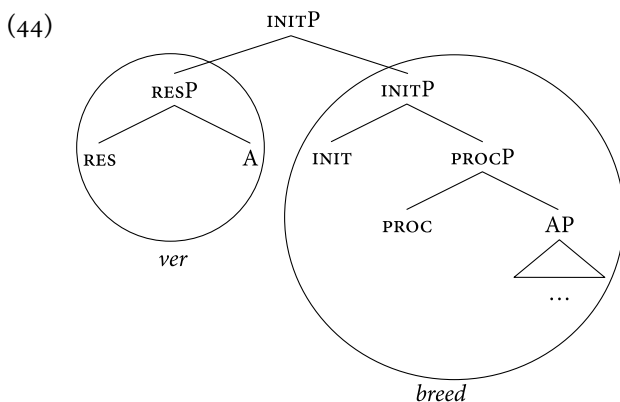 (44)
INITP
RESP
INITP
RES
A
INIT
PROCP
PROC
AP
ver
...
breed